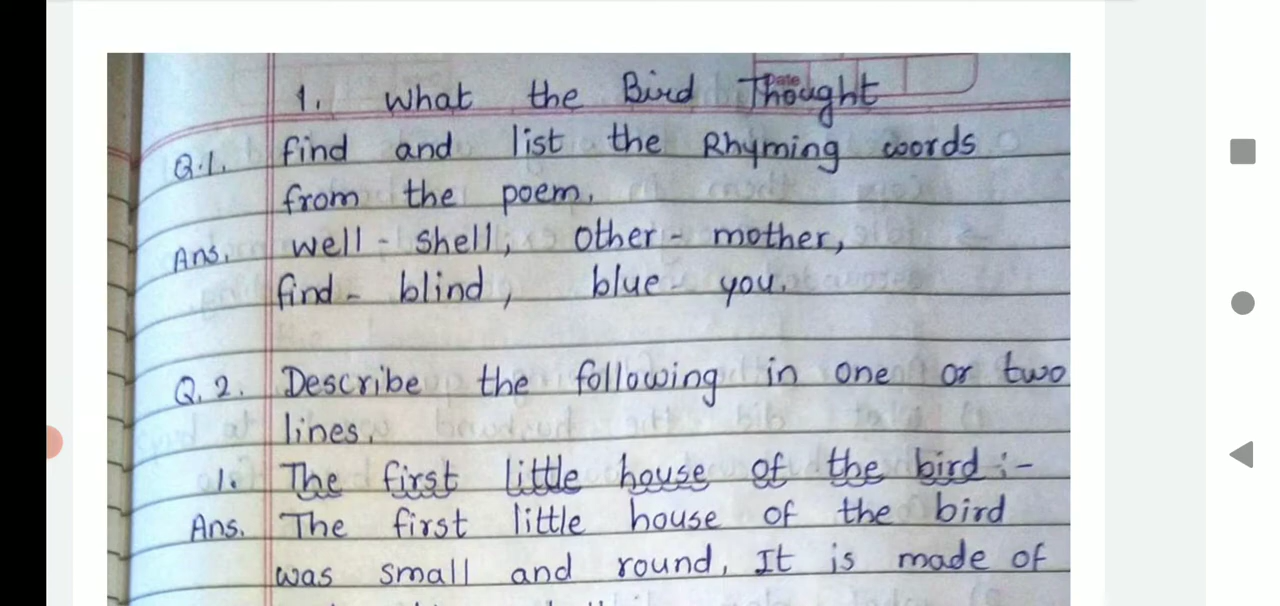 Date
1. What the Bird Thought
Q.1. find and list the Rhyming words
from the poem.
Ans. well - shell, other - mother,
find - blind, blue - you.
Q.2. Describe the following in one or two
lines.
1. The first little house of the bird :-
Ans. The first little house of the bird
was small and round, It is made of